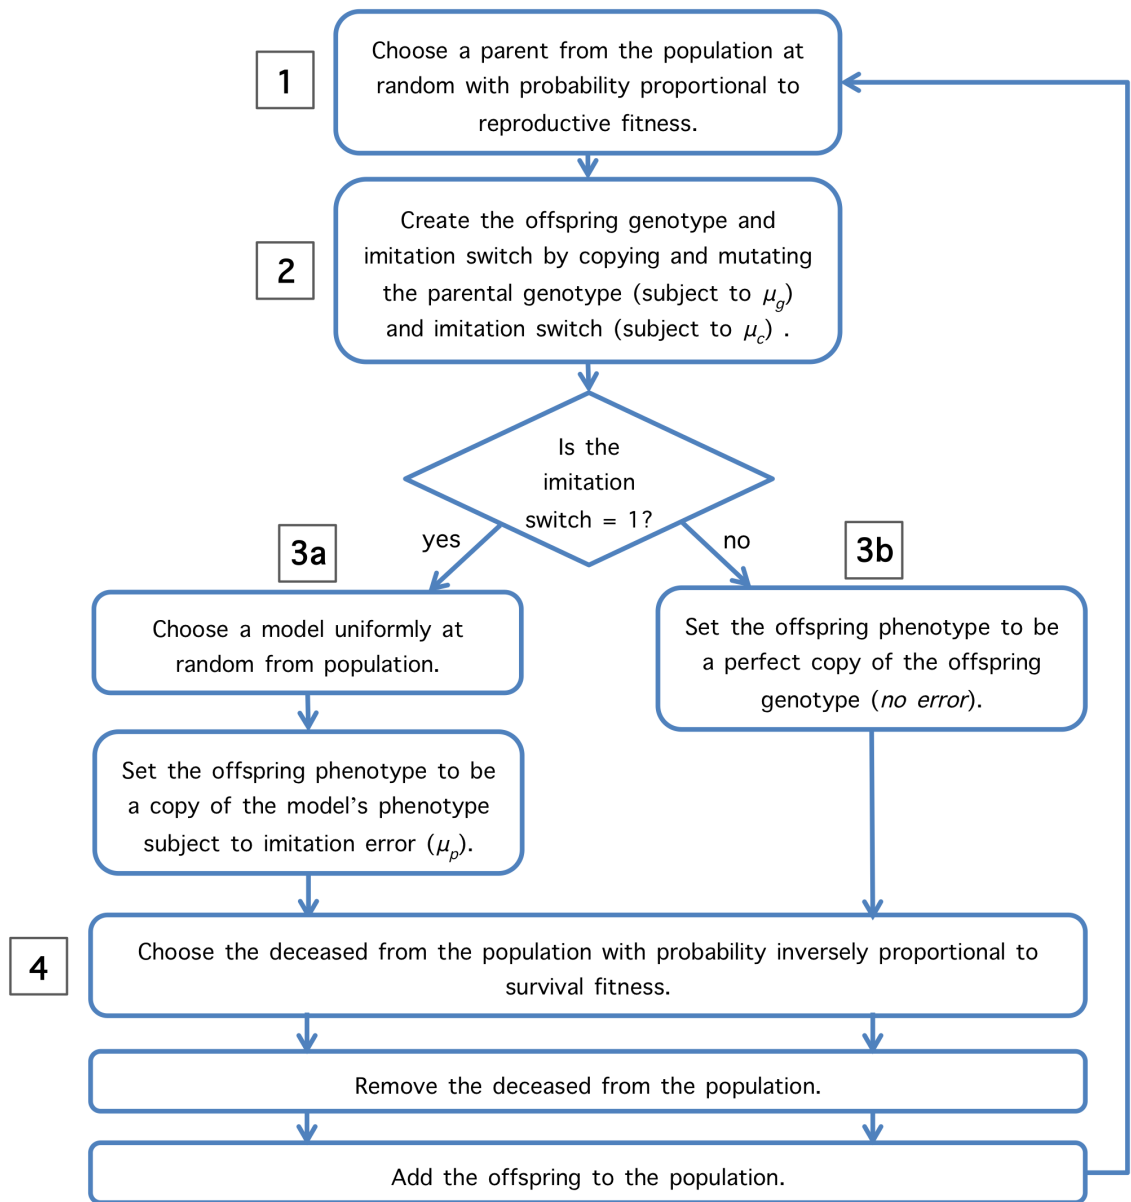 1
Choose a parent from the population at
random with probability proportional to
reproductive fitness.
2
Create the offspring genotype and
imitation switch by copying and mutating
the parental genotype (subject to μg)
and imitation switch (subject to μc) .
Is the
imitation
switch = 1?
yes
no
3a
3b
Choose a model uniformly at
random from population.
Set the offspring phenotype to be
a perfect copy of the offspring
genotype (no error).
Set the offspring phenotype to be
a copy of the model’s phenotype
subject to imitation error (μp).
4
Choose the deceased from the population with probability inversely proportional to
survival fitness.
Remove the deceased from the population.
Add the offspring to the population.